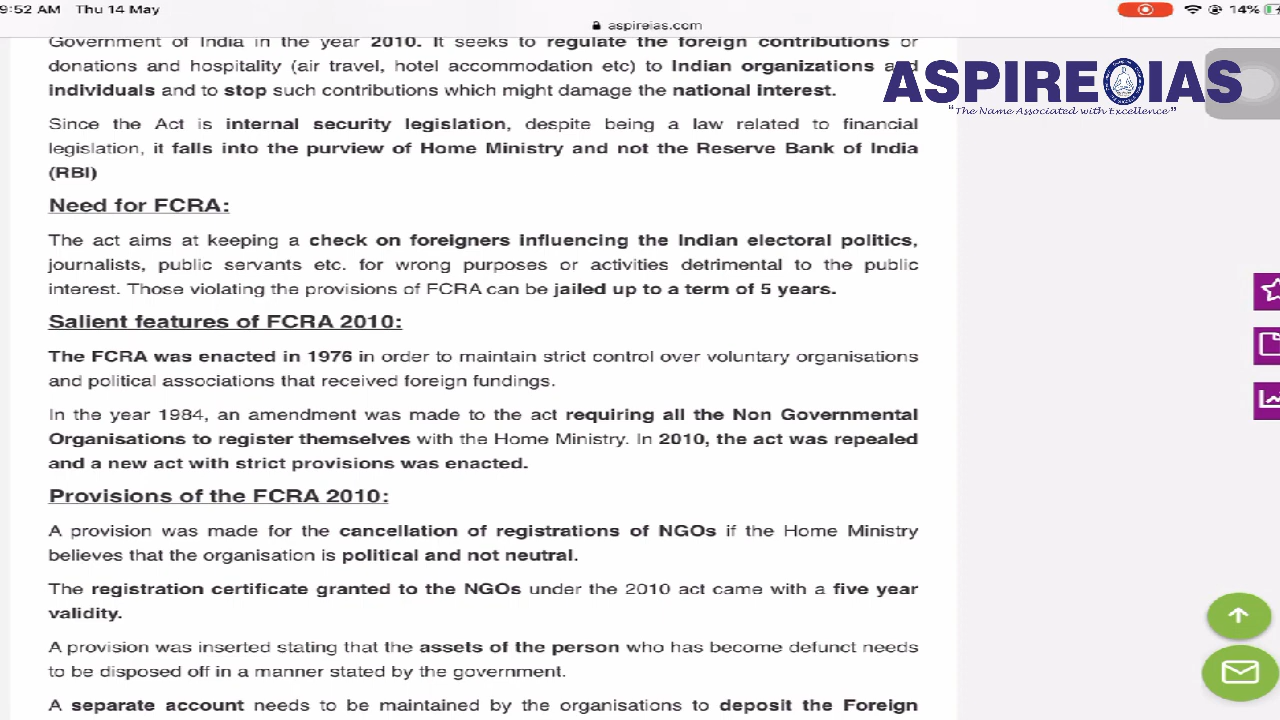 9:52 AM Thu 14 May
14%
aspireias.com
Government of India in the year 2010. It seeks to regulate the foreign contributions or
donations and hospitality (air travel, hotel accommodation etc) to Indian organizations and
individuals and to stop such contributions which might damage the national interest.
ASPIRE IAS
"The Name Associated with Excellence"
Since the Act is internal security legislation, despite being a law related to financial
legislation, it falls into the purview of Home Ministry and not the Reserve Bank of India
(RBI)
Need for FCRA:
The act aims at keeping a check on foreigners influencing the Indian electoral politics,
journalists, public servants etc. for wrong purposes or activities detrimental to the public
interest. Those violating the provisions of FCRA can be jailed up to a term of 5 years.
Salient features of FCRA 2010:
The FCRA was enacted in 1976 in order to maintain strict control over voluntary organisations
and political associations that received foreign fundings.
In the year 1984, an amendment was made to the act requiring all the Non Governmental
Organisations to register themselves with the Home Ministry. In 2010, the act was repealed
and a new act with strict provisions was enacted.
Provisions of the FCRA 2010:
A provision was made for the cancellation of registrations of NGOs if the Home Ministry
believes that the organisation is political and not neutral.
The registration certificate granted to the NGOs under the 2010 act came with a five year
validity.
A provision was inserted stating that the assets of the person who has become defunct needs
to be disposed off in a manner stated by the government.
A separate account needs to be maintained by the organisations to deposit the Foreign